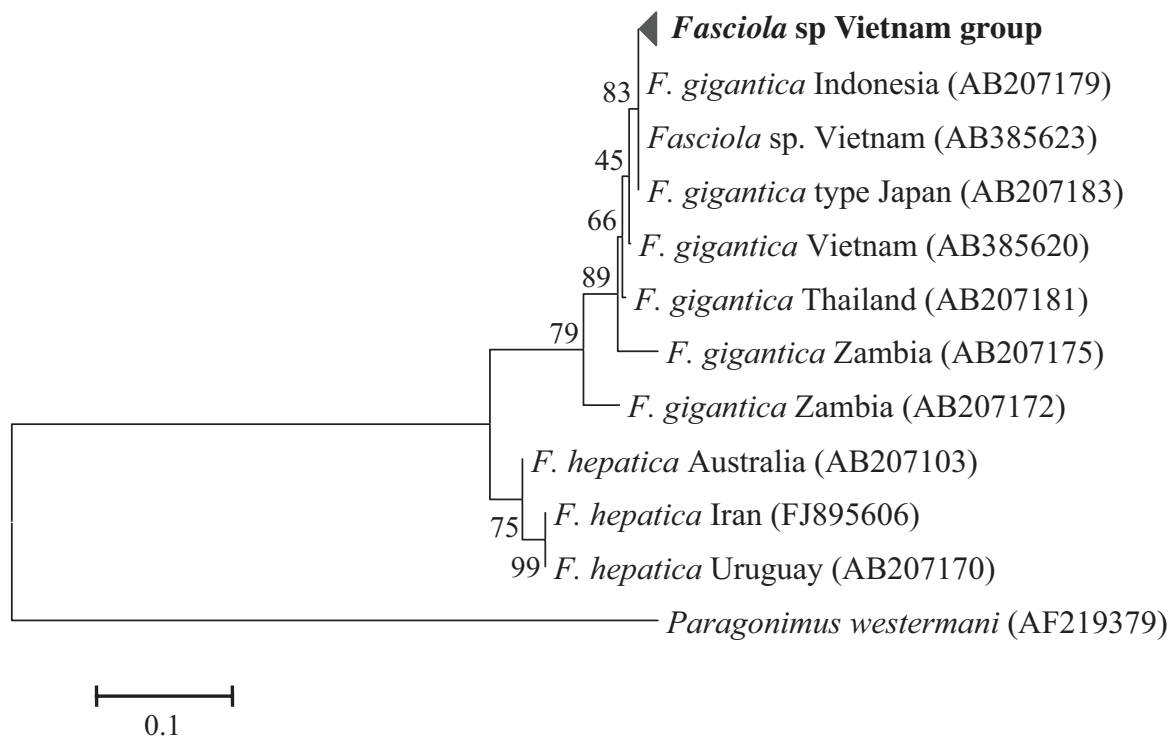 Fasciola sp Vietnam group
83
F. gigantica Indonesia (AB207179)
Fasciola sp. Vietnam (AB385623)
45
F. gigantica type Japan (AB207183)
66
F. gigantica Vietnam (AB385620)
89
F. gigantica Thailand (AB207181)
79
F. gigantica Zambia (AB207175)
F. gigantica Zambia (AB207172)
F. hepatica Australia (AB207103)
75
F. hepatica Iran (FJ895606)
99
F. hepatica Uruguay (AB207170)
Paragonimus westermani (AF219379)
0.1